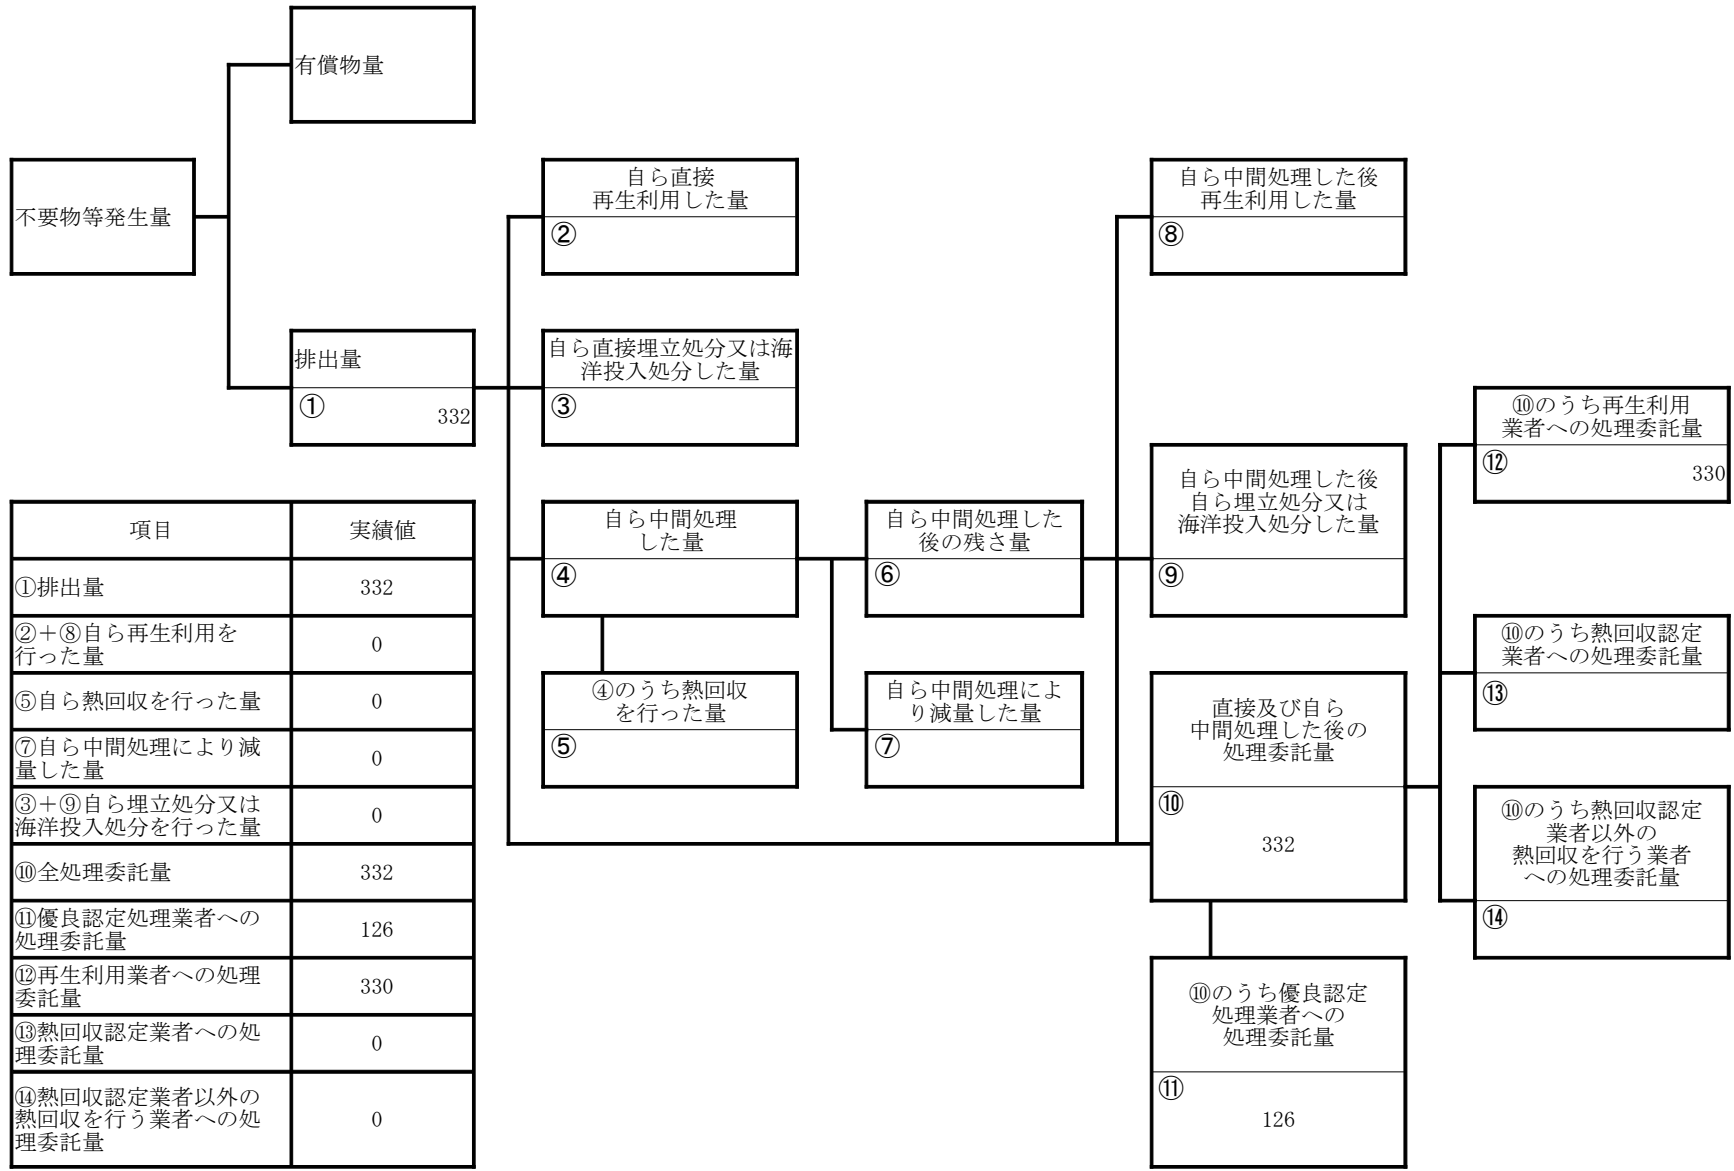 有償物量
不要物等発生量
自ら直接
再生利用した量
②
自ら中間処理した後
再生利用した量
⑧
排出量
①
332
自ら直接埋立処分又は海
洋投入処分した量
③
⑩のうち再生利用
業者への処理委託量
⑫
330
自ら中間処理
した量
④
自ら中間処理した
後の残さ量
⑥
自ら中間処理した後
自ら埋立処分又は
海洋投入処分した量
⑨
④のうち熱回収
を行った量
⑤
自ら中間処理によ
り減量した量
⑦
直接及び自ら
中間処理した後の
処理委託量
⑩
332
⑩のうち熱回収認定
業者への処理委託量
⑬
⑩のうち熱回収認定
業者以外の
熱回収を行う業者
への処理委託量
⑭
⑩のうち優良認定
処理業者への
処理委託量
⑪
126
項目 実績値
①排出量 332
②+⑧自ら再生利用を
行った量 0
⑤自ら熱回収を行った量 0
⑦自ら中間処理により減
量した量 0
③+⑨自ら埋立処分又は
海洋投入処分を行った量 0
⑩全処理委託量 332
⑪優良認定処理業者への
処理委託量 126
⑫再生利用業者への処理
委託量 330
⑬熱回収認定業者への処
理委託量 0
⑭熱回収認定業者以外の
熱回収を行う業者への処 0
理委託量